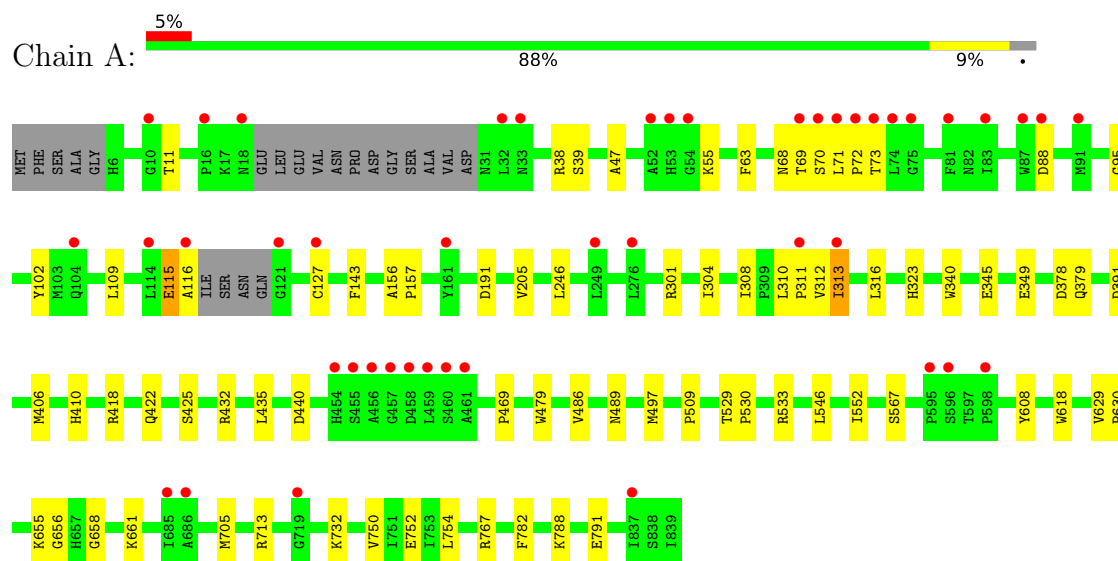 5%
Chain A:
88% 9% •
MET PHE SER ALA GLY H6 G10 T11 P16 K17 N18 GLU LEU GLU VAL ASN PRO ASP GLY SER ALA VAL ASP N31 L32 N33 R38 S39 A47 A52 H53 G54 K55 F63 N68 T69 S70 L71 P72 T73 L74 G75 F81 N82 I83 W87 D88 M91 G95
Y102 M103 Q104 L109 L114 E115 A116 ILE SER ASN GLN G121 C127 F143 A156 P157 Y161 D191 V205 L246 L249 L276 R301 I304 I308 P309 L310 P311 V312 I313 L316 H323 W340 E345 E349 D378 Q379 D391
M406 H410 R418 Q422 S425 R432 L435 D440 H454 S455 A456 G457 D458 L459 S460 A461 P469 W479 V486 N489 M497 P509 T529 P530 R533 L546 I552 S567 P595 S596 T597 P598 Y608 W618 V629 P630
K655 G656 H657 G658 K661 I685 A686 M705 R713 G719 K732 V750 I751 E752 I753 L754 R767 F782 K788 E791 I837 S838 I839